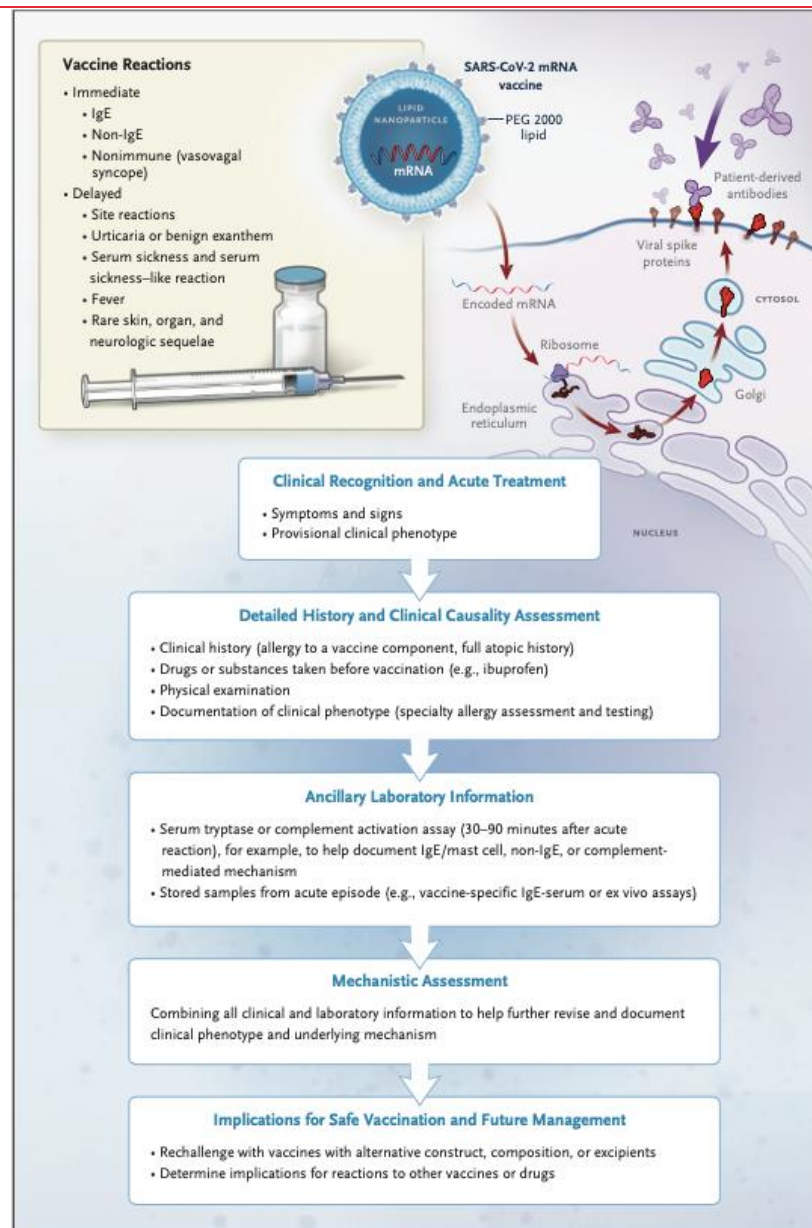 Vaccine Reactions
• Immediate
• IgE
• Non-IgE
• Nonimmune (vasovagal
syncope)
• Delayed
• Site reactions
• Urticaria or benign exanthem
• Serum sickness and serum
sickness–like reaction
• Fever
• Rare skin, organ, and
neurologic sequelae
LIPID
NANOPARTICLE
mRNA
SARS-CoV-2 mRNA
vaccine
PEG 2000
lipid
Patient-derived
antibodies
Viral spike
proteins
CYTOSOL
Encoded mRNA
Ribosome
Golgi
Endoplasmic
reticulum
NUCLEUS
Clinical Recognition and Acute Treatment
• Symptoms and signs
• Provisional clinical phenotype
Detailed History and Clinical Causality Assessment
• Clinical history (allergy to a vaccine component, full atopic history)
• Drugs or substances taken before vaccination (e.g., ibuprofen)
• Physical examination
• Documentation of clinical phenotype (specialty allergy assessment and testing)
Ancillary Laboratory Information
• Serum tryptase or complement activation assay (30–90 minutes after acute
reaction), for example, to help document IgE/mast cell, non-IgE, or complement-
mediated mechanism
• Stored samples from acute episode (e.g., vaccine-specific IgE-serum or ex vivo assays)
Mechanistic Assessment
Combining all clinical and laboratory information to help further revise and document
clinical phenotype and underlying mechanism
Implications for Safe Vaccination and Future Management
• Rechallenge with vaccines with alternative construct, composition, or excipients
• Determine implications for reactions to other vaccines or drugs